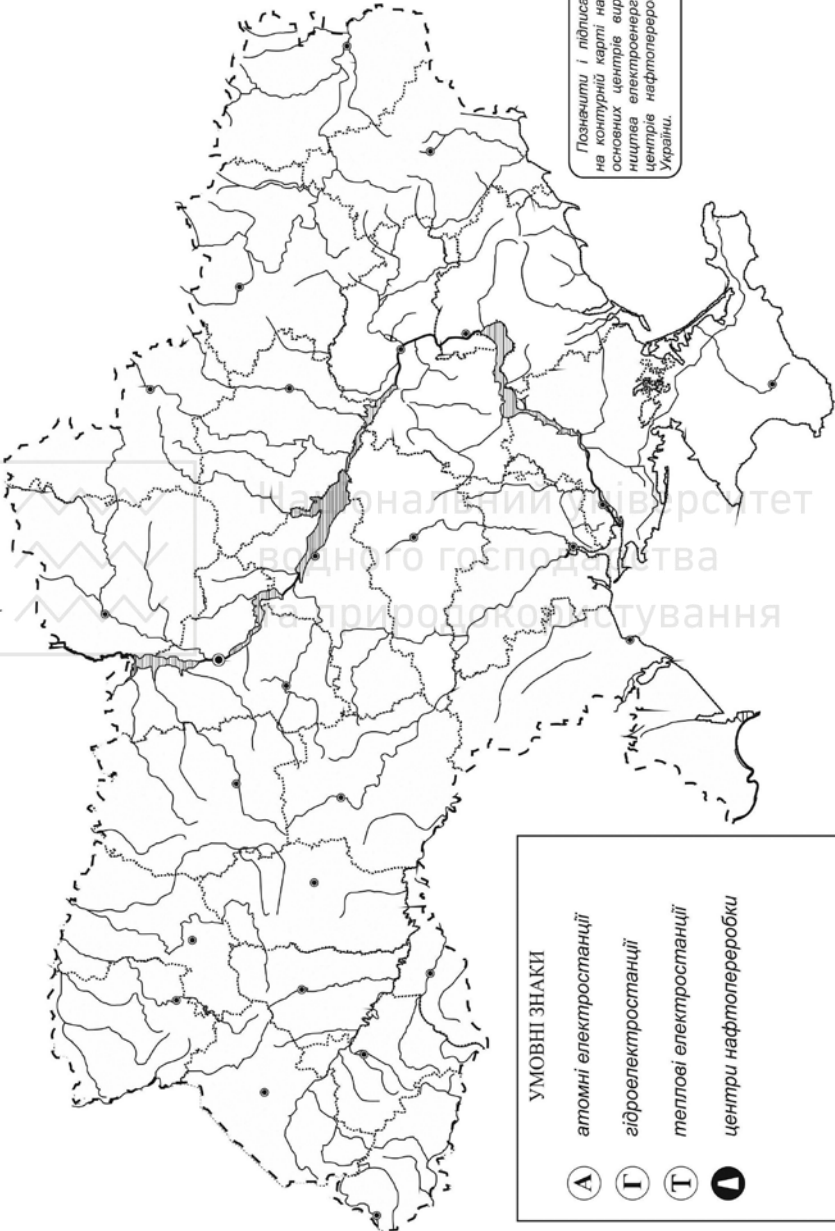 Позначити і підписа
на контурній карті на
основних центрів вир
ництва електроенерг
центрів нафтоперероб
України.
Національний університет
водного господарства
та природокористування
УМОВНІ ЗНАКИ
А атомні електростанції
Г гідроелектростанції
Т теплові електростанції
центри нафтопереробки